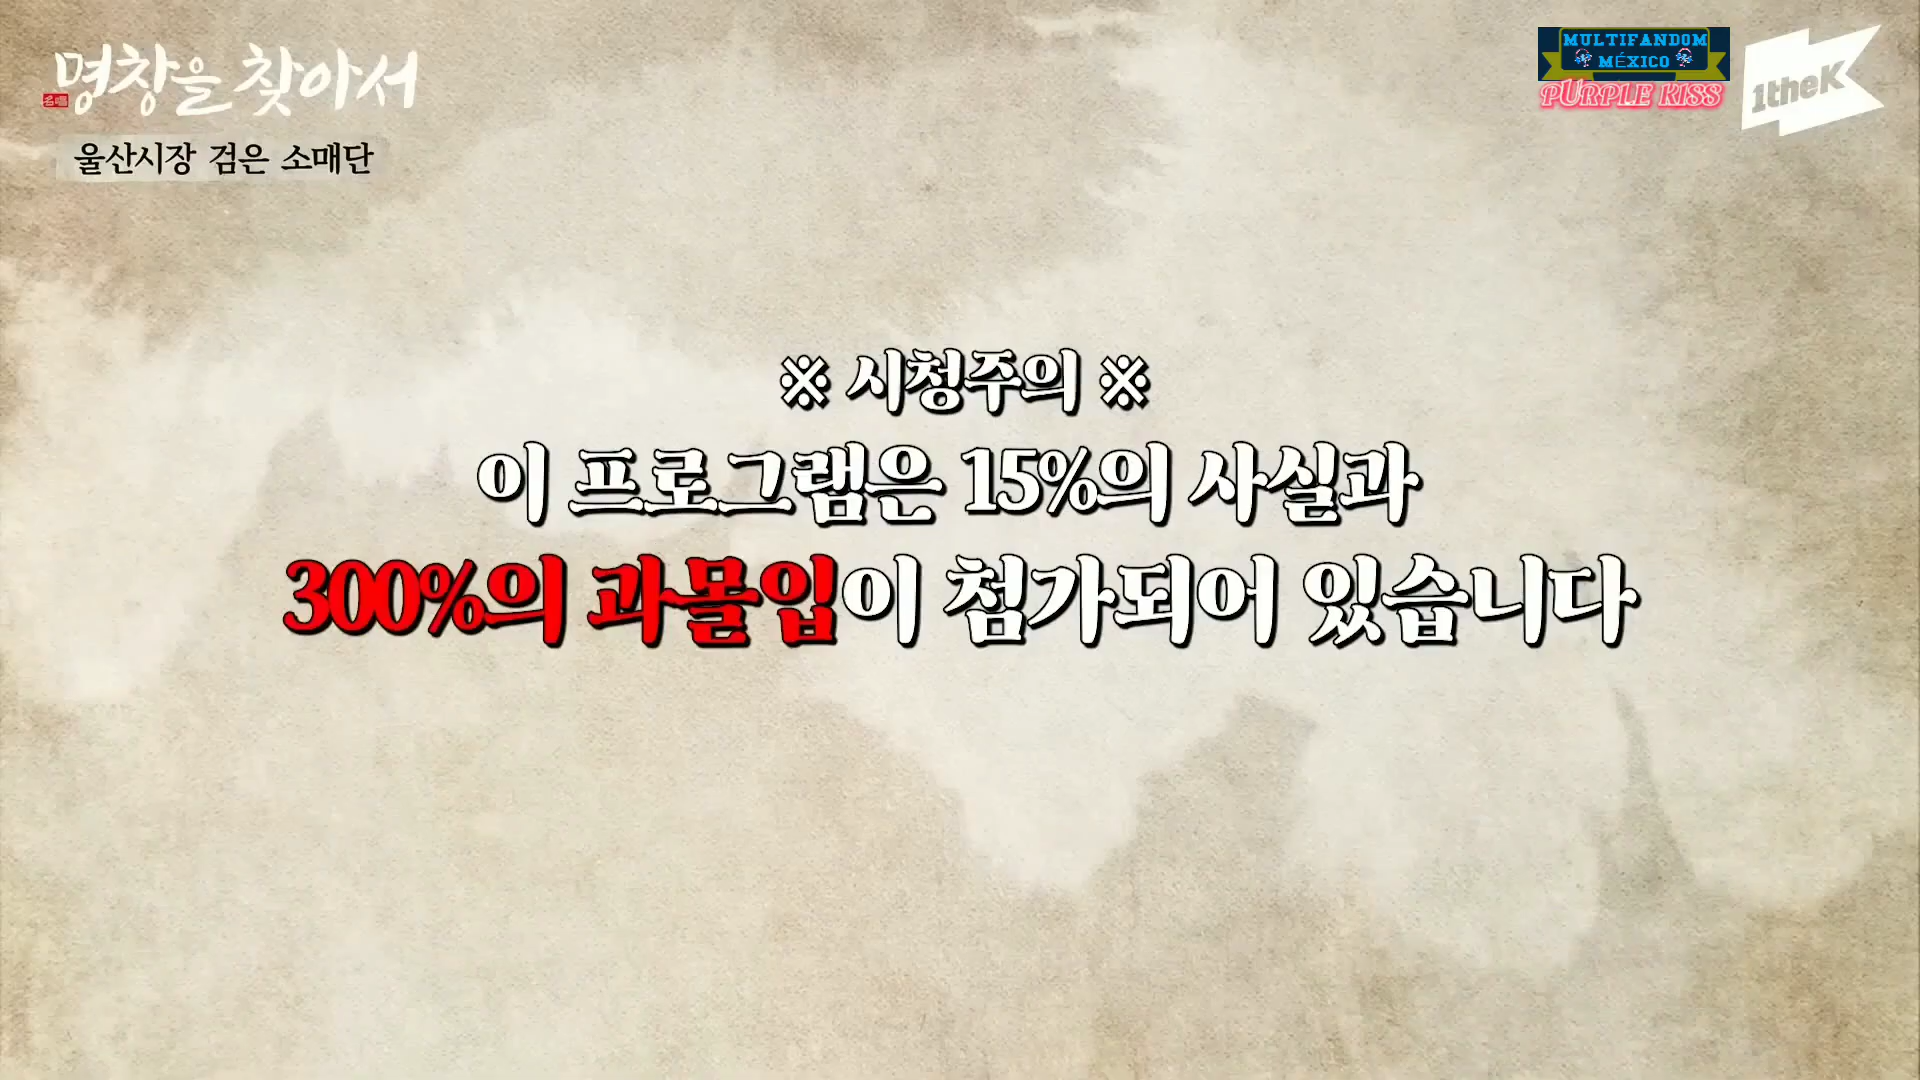 명창을 찾아서
名唱
울산시장 검은 소매단
MULTIFANDOM
MÉXICO
PURPLE KISS
1theK
※ 시청주의 ※
이 프로그램은 15%의 사실과
300%의 과몰입이 첨가되어 있습니다